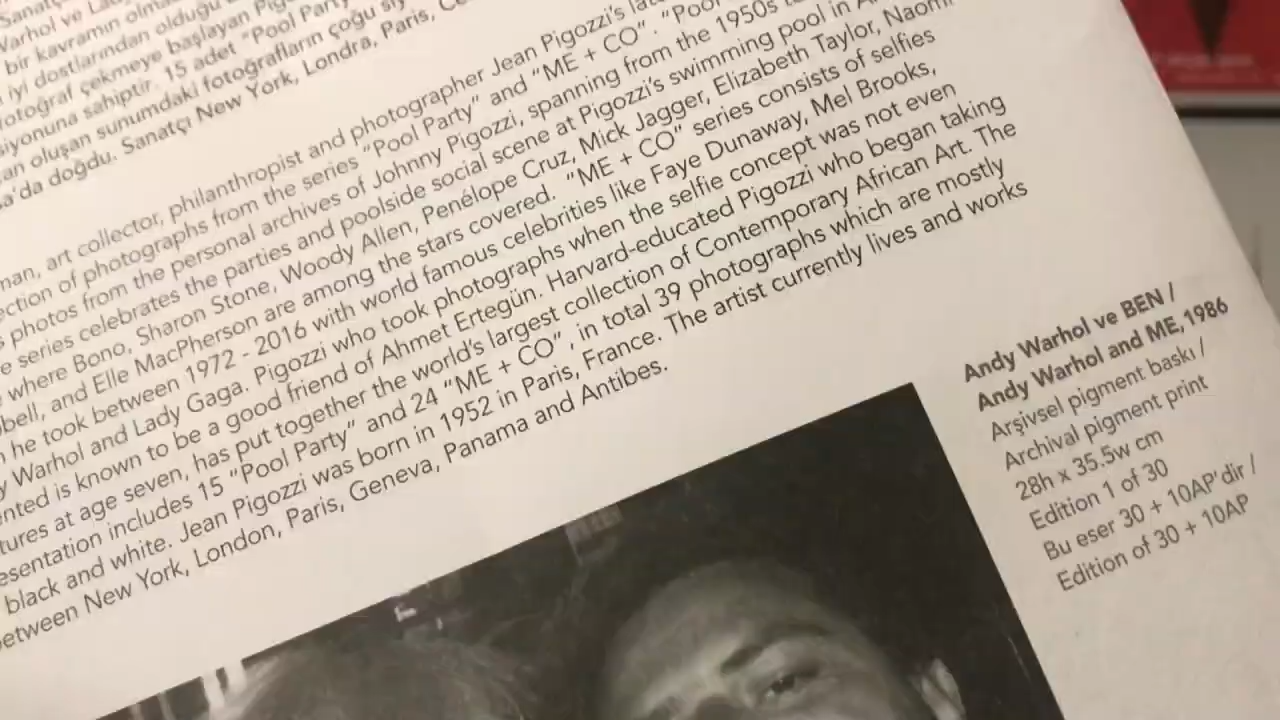 Sanatç
Warhol ve Lad
bir kavramın olma
iyi dostlarından olduğu
fotoğraf çekmeye başlayan Pig
siyonuna sahiptir. 15 adet "Pool Party"
an oluşan sunumdaki fotoğrafların çoğu siy
a'da doğdu. Sanatçı New York, Londra, Paris, Ce
man, art collector, philanthropist and photographer Jean Pigozzi's lat
ection of photographs from the series "Pool Party" and "ME + CO". "Pool
s photos from the personal archives of Johnny Pigozzi, spanning from the 1950s to
e series celebrates the parties and poolside social scene at Pigozzi's swimming pool in A
where Bono, Sharon Stone, Woody Allen, Penélope Cruz, Mick Jagger, Elizabeth Taylor, Naomi
bell, and Elle MacPherson are among the stars covered. "ME + CO" series consists of selfies
h he took between 1972 - 2016 with world famous celebrities like Faye Dunaway, Mel Brooks,
y Warhol and Lady Gaga. Pigozzi who took photographs when the selfie concept was not even
nted is known to be a good friend of Ahmet Ertegün. Harvard-educated Pigozzi who began taking
tures at age seven, has put together the world's largest collection of Contemporary African Art. The
esentation includes 15 "Pool Party" and 24 "ME + CO", in total 39 photographs which are mostly
black and white. Jean Pigozzi was born in 1952 in Paris, France. The artist currently lives and works
etween New York, London, Paris, Geneva, Panama and Antibes.
Andy Warhol ve BEN /
Andy Warhol and ME, 1986
Arşivsel pigment baskı /
Archival pigment print
28h x 35.5w cm
Edition 1 of 30
Bu eser 30 + 10AP'dir /
Edition of 30 + 10AP